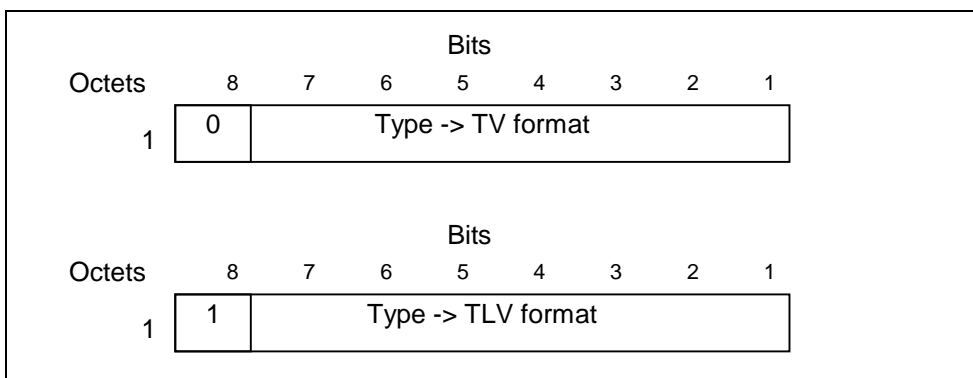 Bits
Octets 8 7 6 5 4 3 2 1
1 0 Type -> TV format
Bits
Octets 8 7 6 5 4 3 2 1
1 1 Type -> TLV format